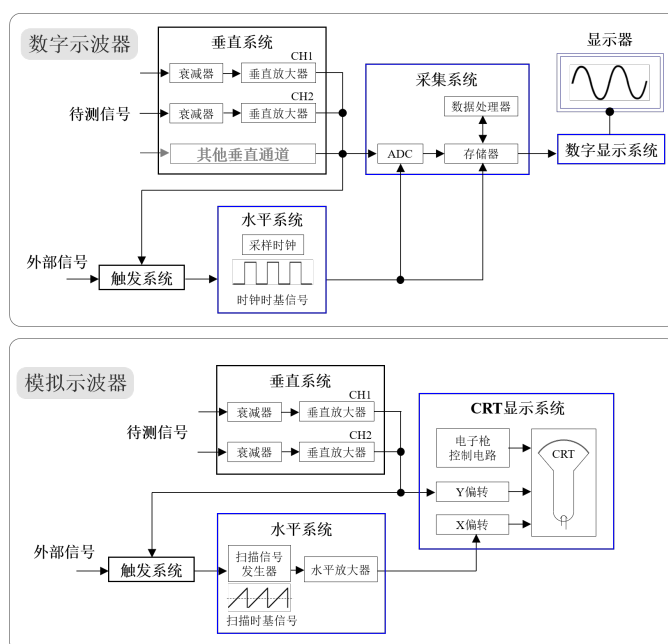 数字示波器
垂直系统
CH1
衰减器
垂直放大器
CH2
待测信号
衰减器
垂直放大器
其他垂直通道
采集系统
数据处理器
ADC
存储器
显示器
数字显示系统
水平系统
采样时钟
时钟时基信号
外部信号
触发系统
模拟示波器
垂直系统
CH1
衰减器
垂直放大器
CH2
待测信号
衰减器
垂直放大器
CRT显示系统
电子枪
控制电路
CRT
Y偏转
X偏转
水平系统
外部信号
触发系统
扫描信号
发生器
水平放大器
扫描时基信号